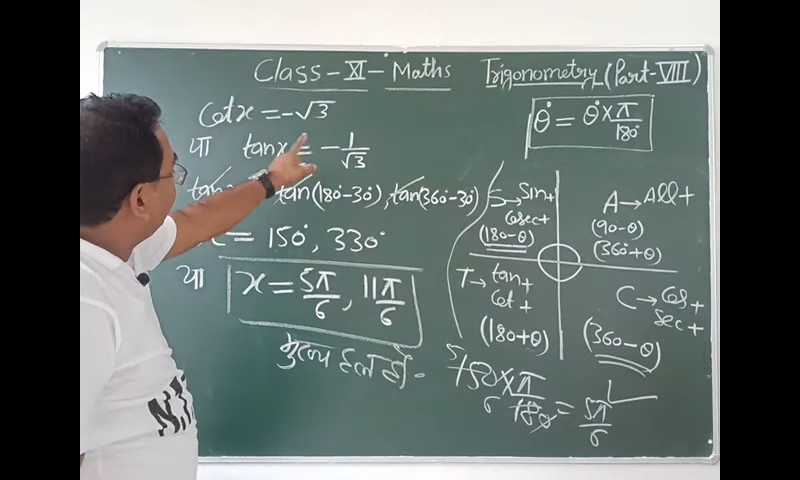 Class-XI-Maths Trigonometry (Part-VIII)
Cotx = -√3
या tanx = -1/√3
tan(180°-30°), tan(360°-30°)
= 150°, 330°
या x = 5π/6, 11π/6
मुख्य हल हैं -
θ° = θ° × π/180°
S→Sin+
Cosec+
(180-θ)
A→All+
(90-θ)
(360°+θ)
T→tan+
Cot+
(180+θ)
C→Cos+
Sec+
(360-θ)
150 × π/180 = 5π/6
5
6